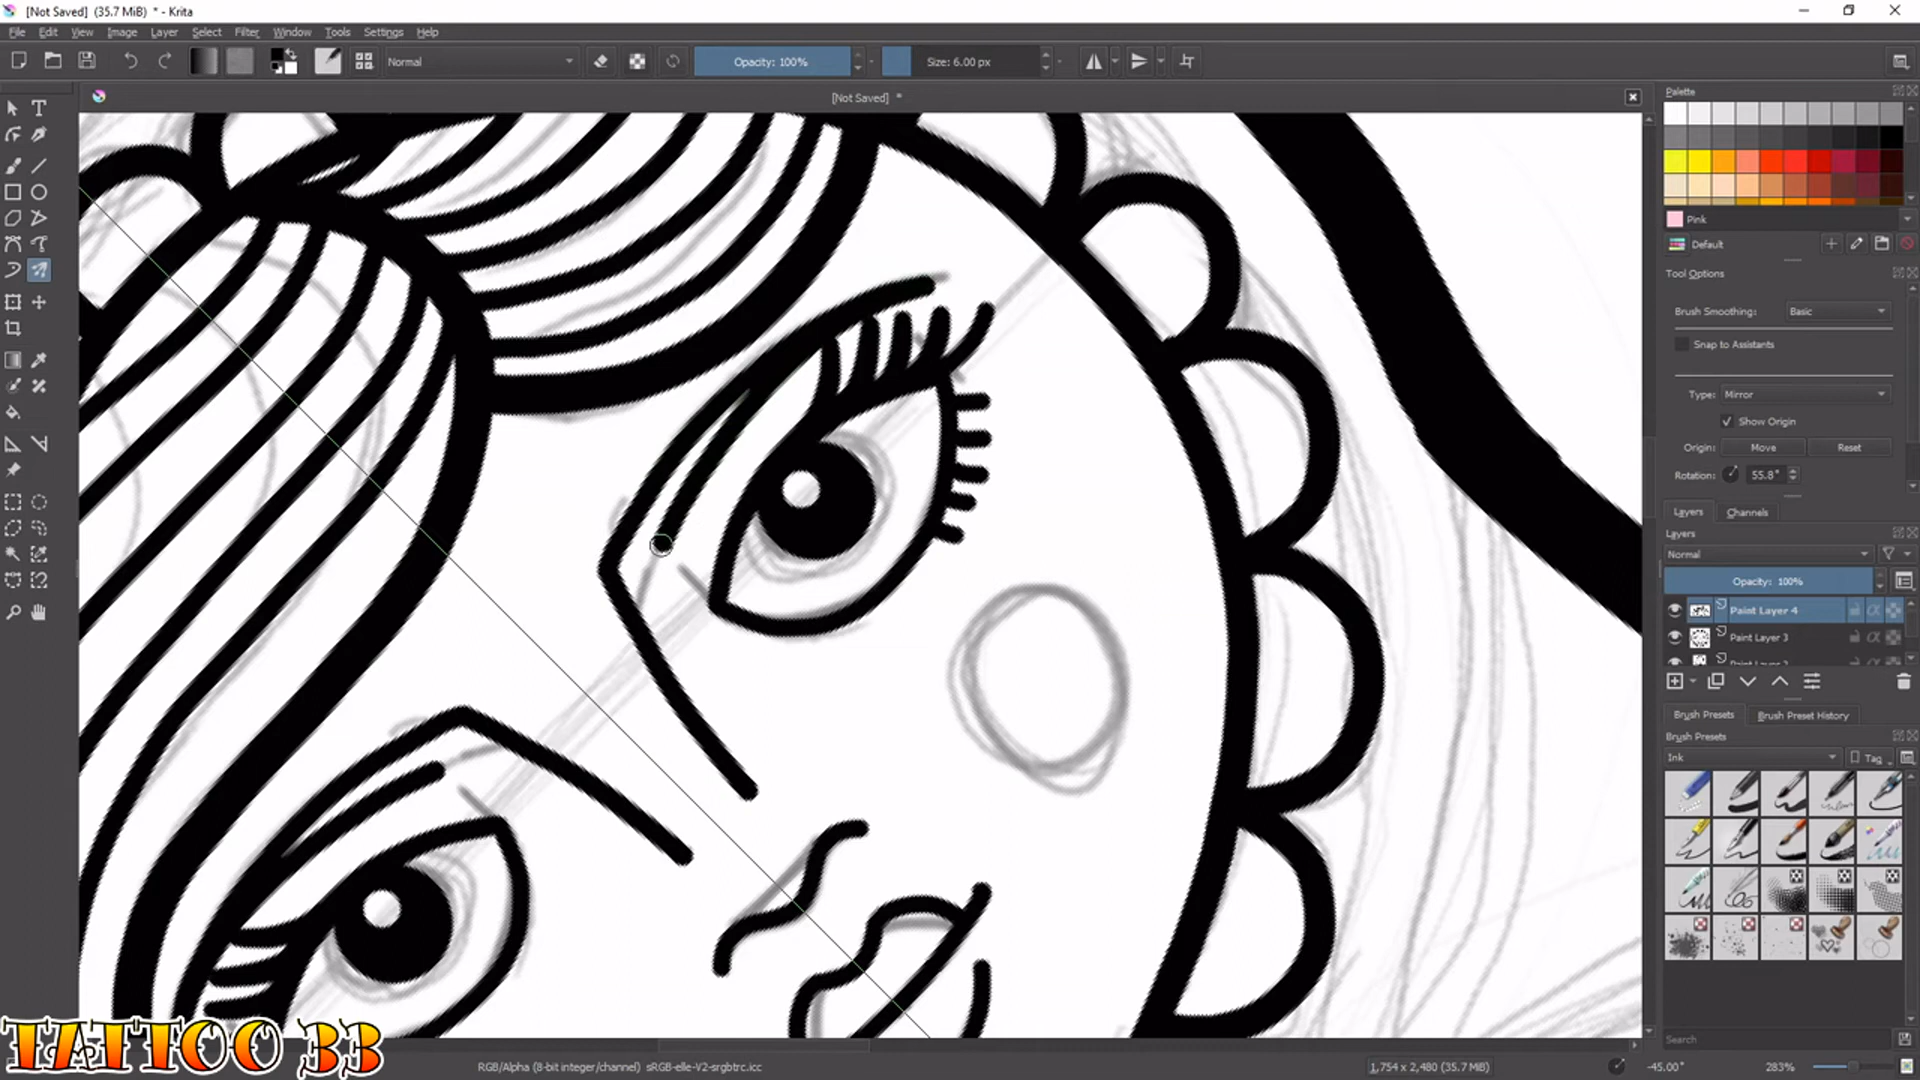 [Not Saved] (35.7 MiB) * - Krita
File Edit View Image Layer Select Filter Tools Window Settings Help
Normal
Opacity: 100%
Size: 6.00 px
[Not Saved] *
Palette
Pink
Default
Tool Options
Brush Smoothing: Basic
Snap to Assistants
Type: Mirror
Show Origin
Origin: Move Reset
Rotation: 55.8°
Layers Channels
Layers
Normal
Opacity: 100%
Paint Layer 4
Paint Layer 3
Brush Presets Brush Preset History
Brush Presets
Ink
Tag
Search
TATTOO 33
RGB/Alpha (8-bit integer/channel) sRGB-elle-V2-srgbtrc.icc
1,754 x 2,480 (35.7 MiB)
-45.00°
283%